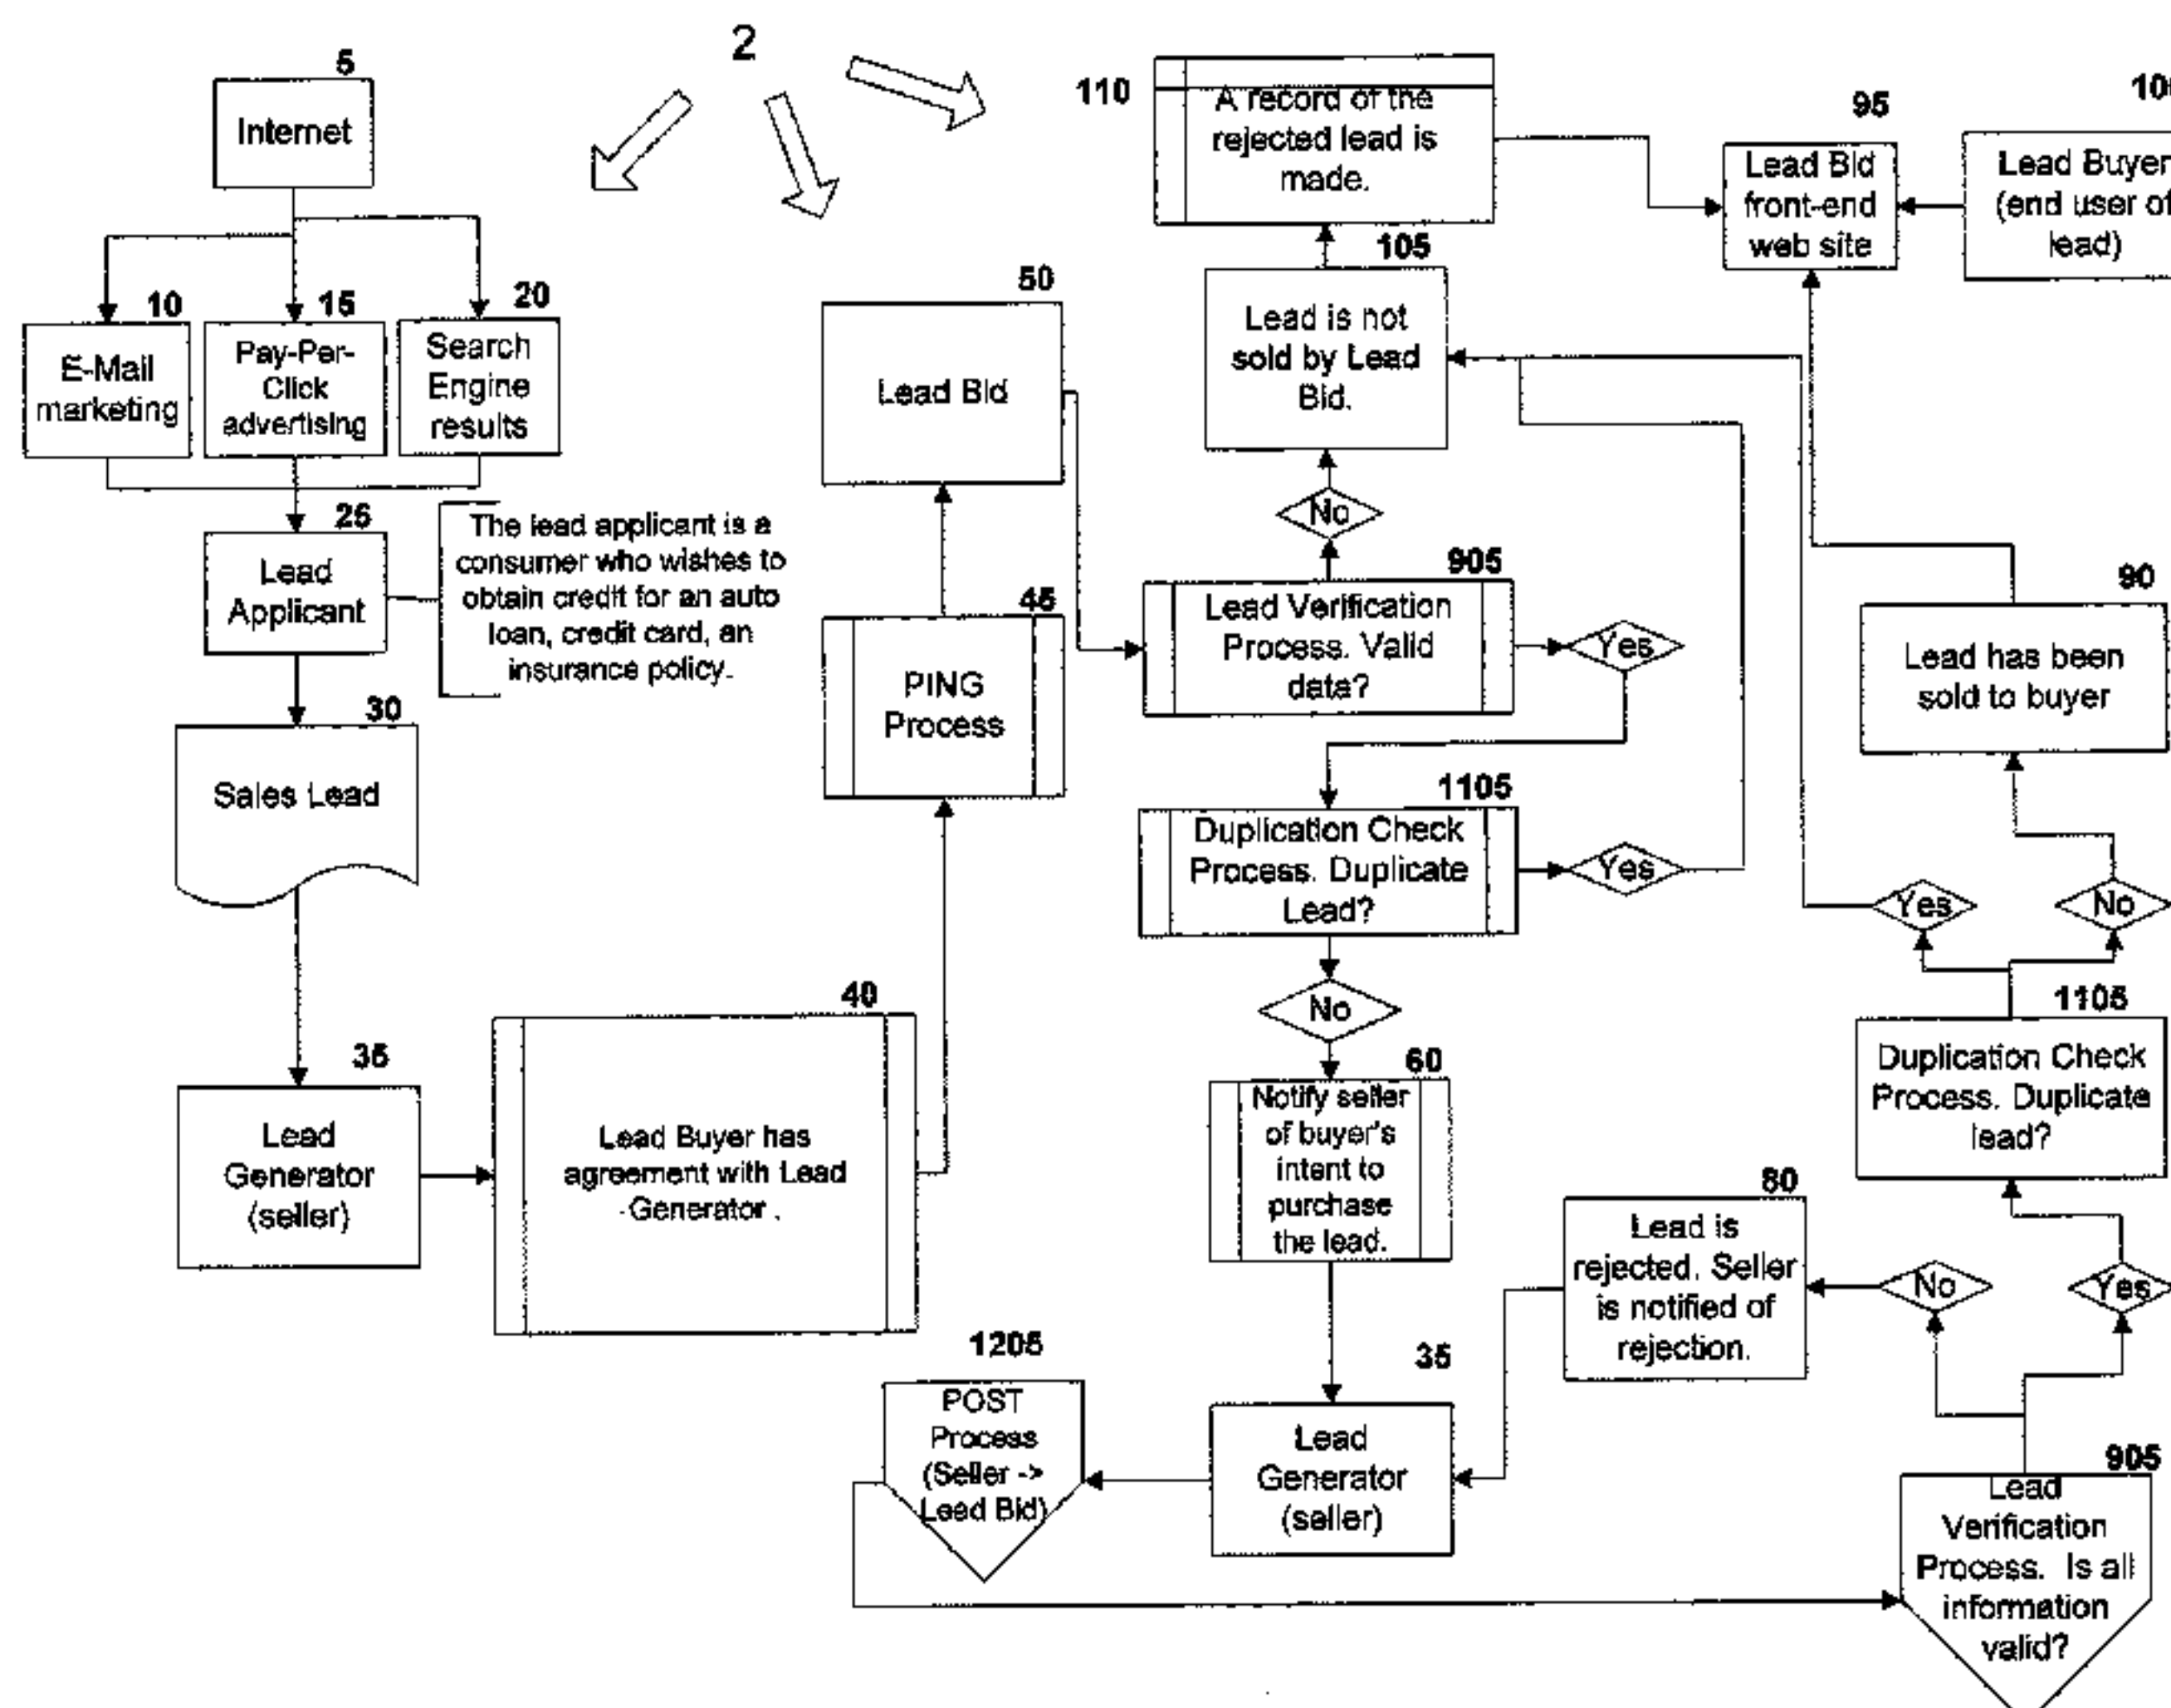 2
5
Internet
10
E-Mail
marketing
15
Pay-Per-
Click
advertising
20
Search
Engine
results
25
Lead
Applicant
The lead applicant is a
consumer who wishes to
obtain credit for an auto
loan, credit card, an
insurance policy.
30
Sales Lead
35
Lead
Generator
(seller)
40
Lead Buyer has
agreement with Lead
Generator .
45
PING
Process
50
Lead Bid
905
Lead Verification
Process. Valid
data?
No
Yes
105
Lead is not
sold by Lead
Bid.
110
A record of the
rejected lead is
made.
1105
Duplication Check
Process. Duplicate
Lead?
Yes
No
60
Notify seller
of buyer's
intent to
purchase
the lead.
35
Lead
Generator
(seller)
1205
POST
Process
(Seller ->
Lead Bid)
905
Lead
Verification
Process. Is all
information
valid?
No
Yes
80
Lead is
rejected. Seller
is notified of
rejection.
1105
Duplication Check
Process. Duplicate
lead?
Yes
No
90
Lead has been
sold to buyer
95
Lead Bid
front-end
web site
Lead Buyer
(end user of
lead)